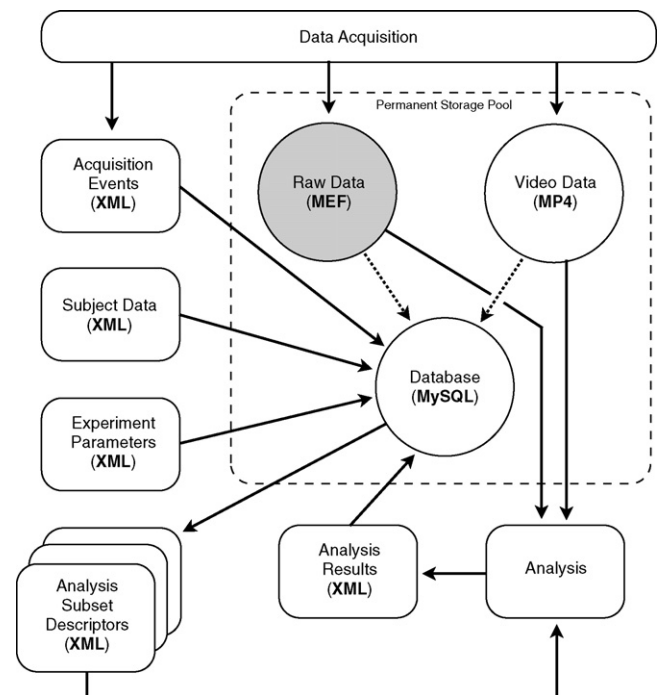 Data Acquisition
Permanent Storage Pool
Acquisition
Events
(XML)
Raw Data
(MEF)
Video Data
(MP4)
Subject Data
(XML)
Database
(MySQL)
Experiment
Parameters
(XML)
Analysis
Subset
Descriptors
(XML)
Analysis
Results
(XML)
Analysis